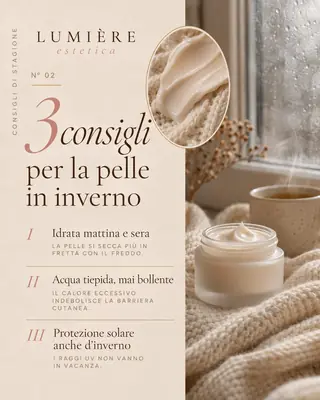 CONSIGLI DI STAGIONE
LUMIÈRE
estetica
Nº 02
3 consigli
per la pelle
in inverno
I
Idrata mattina e sera
LA PELLE SI SECCA PIÙ IN
FRETTA CON IL FREDDO.
II
Acqua tiepida, mai bollente
IL CALORE ECCESSIVO
INDEBOLISCE LA BARRIERA
CUTANEA.
III
Protezione solare
anche d'inverno
I RAGGI UV NON VANNO
IN VACANZA.